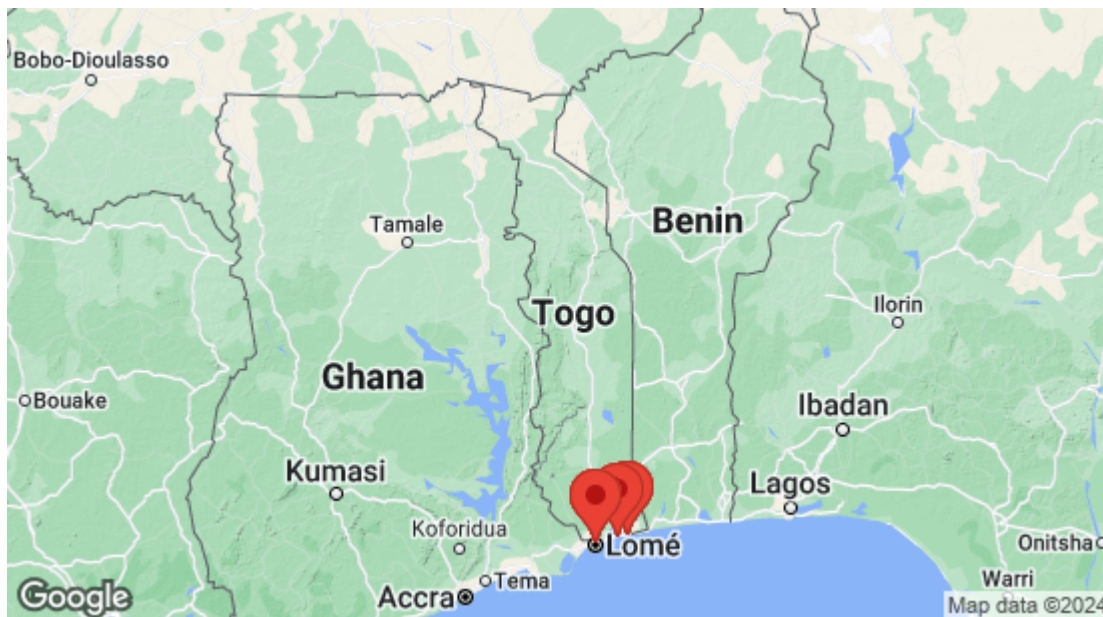 Bobo-Dioulasso
Tamale
Benin
Togo
Ilorin
Ghana
Bouake
Ibadan
Kumasi
Lagos
Koforidua
Lomé
Onitsha
Tema
Warri
Accra
Google
Map data ©2024